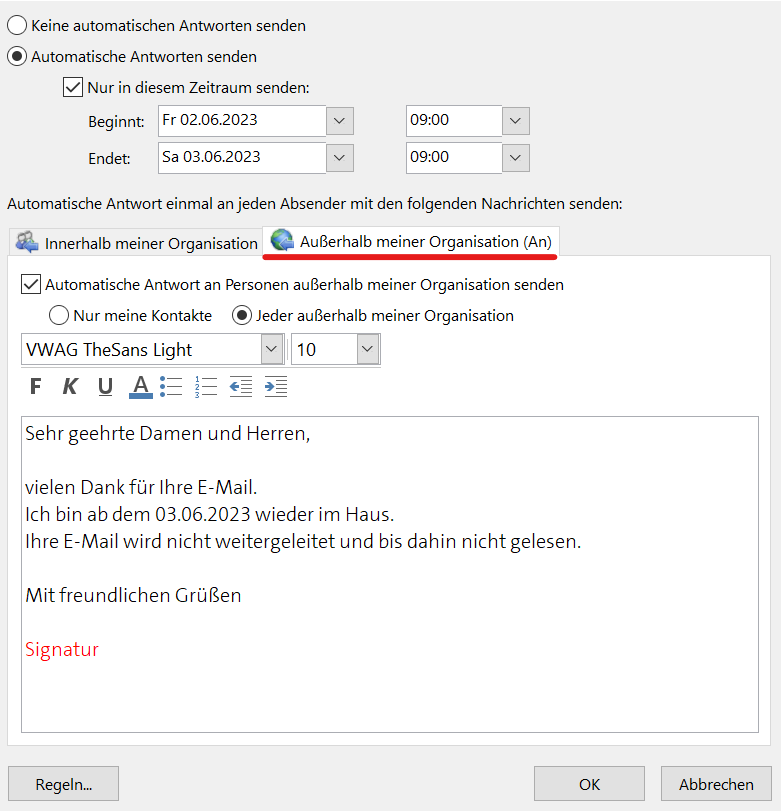 Keine automatischen Antworten senden
Automatische Antworten senden
Nur in diesem Zeitraum senden:
Beginnt: Fr 02.06.2023 09:00
Endet: Sa 03.06.2023 09:00
Automatische Antwort einmal an jeden Absender mit den folgenden Nachrichten senden:
Innerhalb meiner Organisation Außerhalb meiner Organisation (An)
Automatische Antwort an Personen außerhalb meiner Organisation senden
Nur meine Kontakte Jeder außerhalb meiner Organisation
VWAG TheSans Light 10
F K U A 1 2 3
Sehr geehrte Damen und Herren,
vielen Dank für Ihre E-Mail.
Ich bin ab dem 03.06.2023 wieder im Haus.
Ihre E-Mail wird nicht weitergeleitet und bis dahin nicht gelesen.
Mit freundlichen Grüßen
Signatur
Regeln... OK Abbrechen